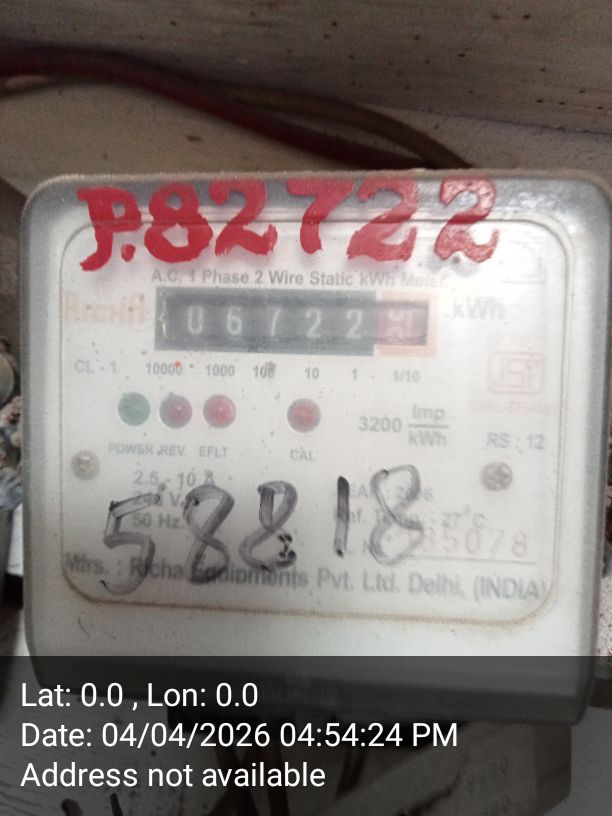 P.82722
A.C. 1 Phase 2 Wire Static kWh Meter
06722
kWh
CL - 1 10000 1000 100 10 1 1/10
3200 Imp/kWh
RS : 12
POWER REV. EFLT CAL
2.5 - 10 A
50 Hz.
27°C
58818
85078
Mfrs. : Richa Equipments Pvt. Ltd. Delhi, (INDIA)
Lat: 0.0 , Lon: 0.0
Date: 04/04/2026 04:54:24 PM
Address not available